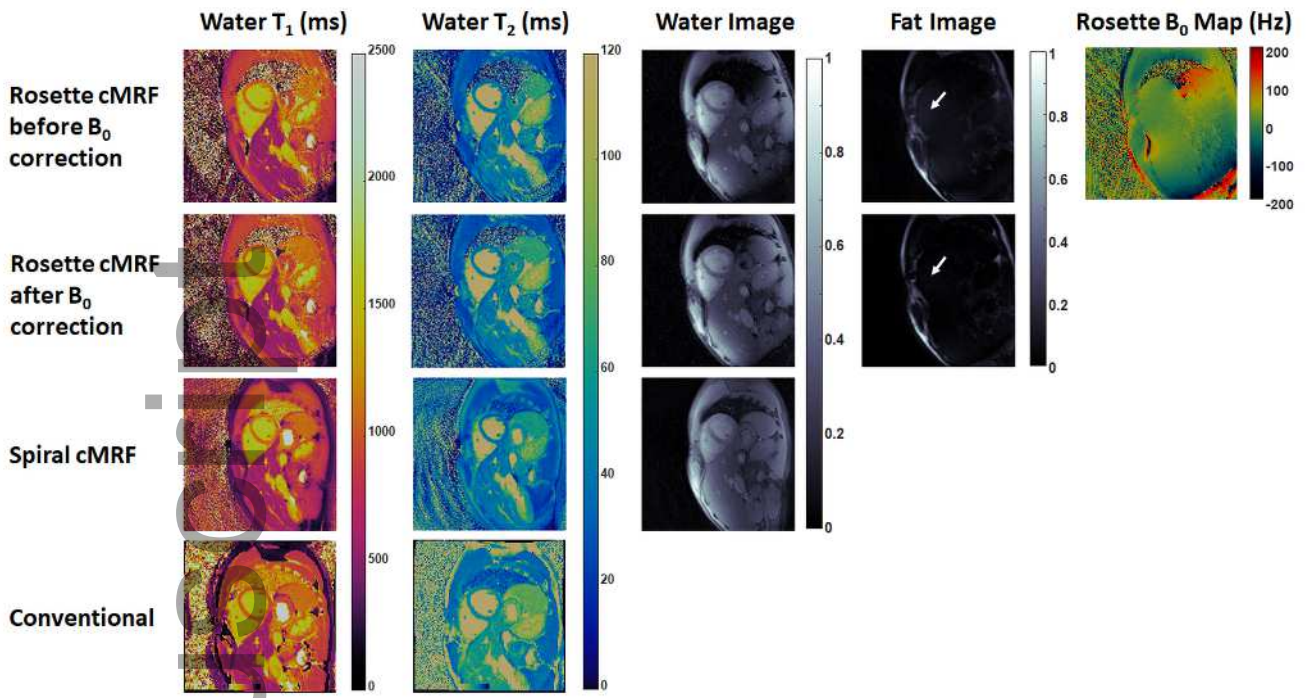 Water T1 (ms)
Water T2 (ms)
Water Image
Fat Image
Rosette B0 Map (Hz)
Rosette cMRF
before B0
correction
2500
2000
1500
1000
500
0
120
100
80
60
40
20
0
1
0.8
0.6
0.4
0.2
0
1
0.8
0.6
0.4
0.2
0
200
100
0
-100
-200
Rosette cMRF
after B0
correction
Spiral cMRF
Conventional